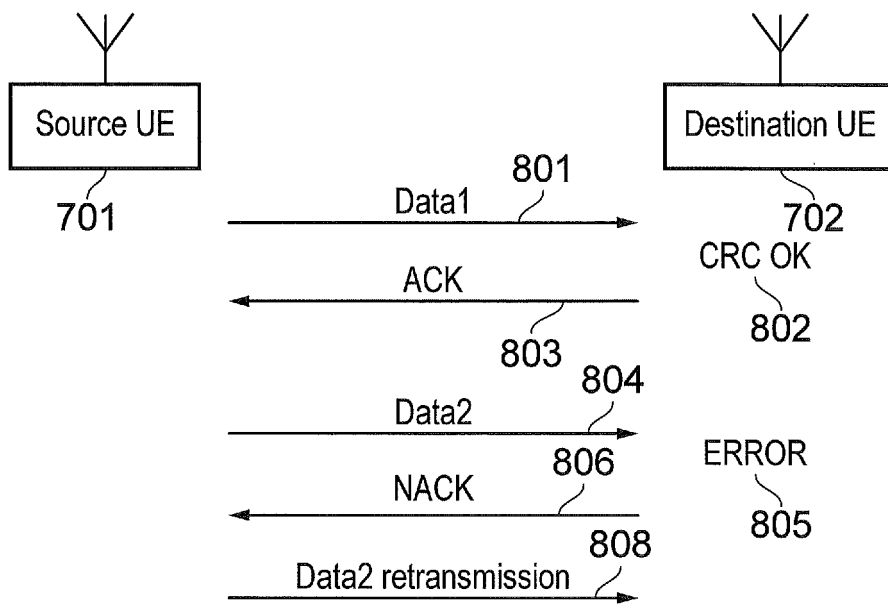 Source UE
Destination UE
701
702
801
Data1
CRC OK
802
ACK
803
804
Data2
ERROR
805
806
NACK
808
Data2 retransmission